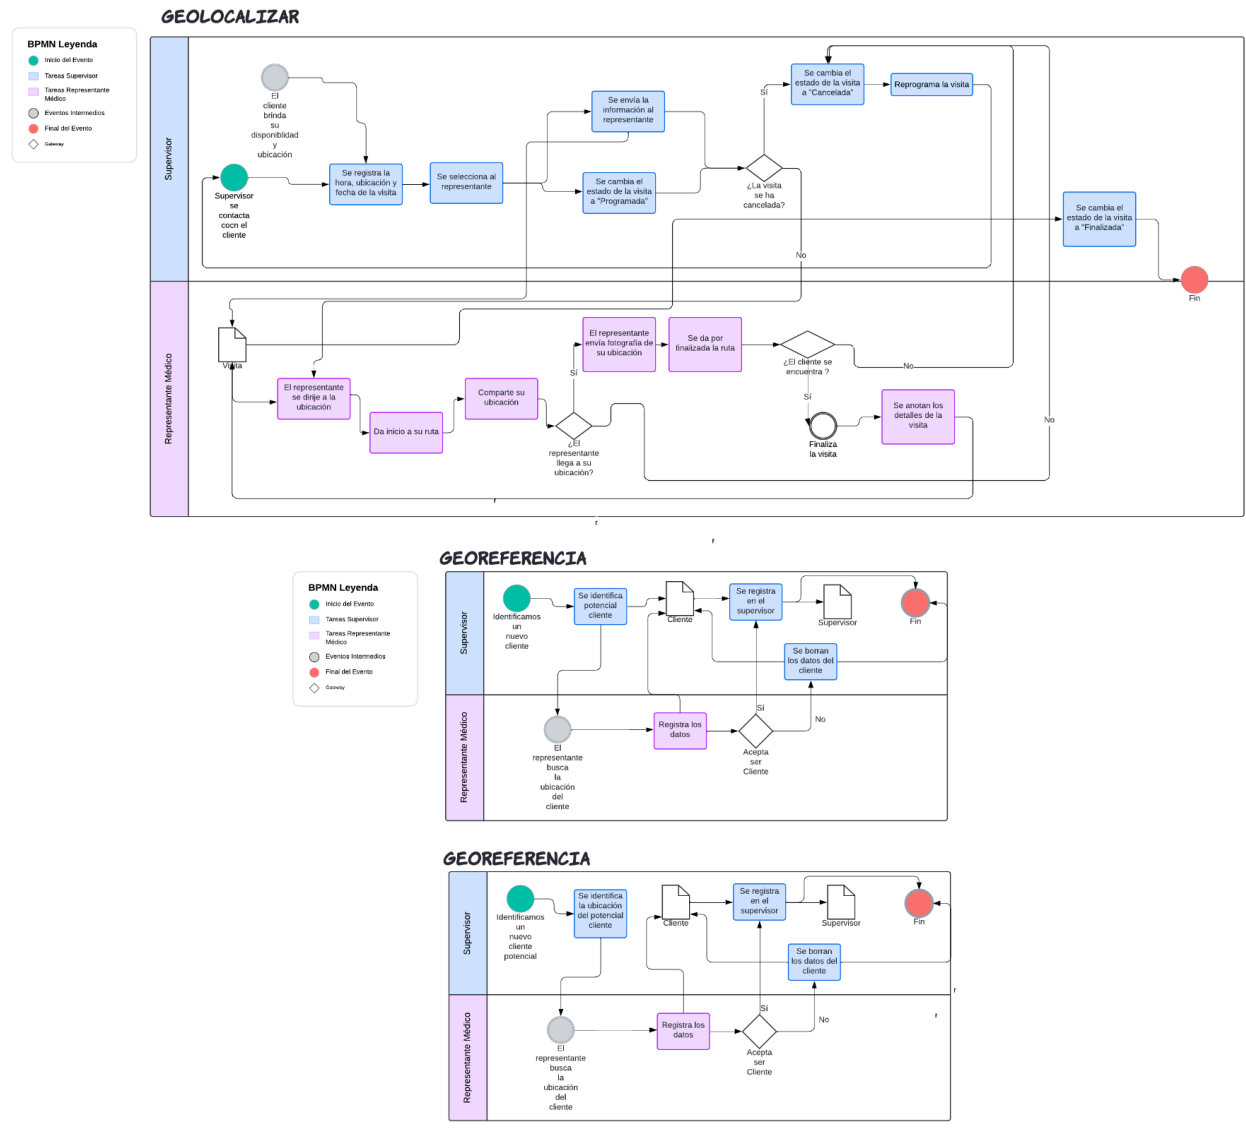 GEOLOCALIZAR
BPMN Leyenda
Inicio del Evento
Tareas Supervisor
Tareas Representante
Médico
Eventos Intermedios
Final del Evento
Gateway
Supervisor
El
cliente
brinda
su
disponiblidad
y
ubicación
Supervisor
se
contacta
cocn el
cliente
Se registra la
hora, ubicación y
fecha de la visita
Se selecciona al
representante
Se envía la
información al
representante
Se cambia el
estado de la visita
a "Programada"
¿La visita
se ha
cancelada?
Sí
No
Se cambia el
estado de la visita
a "Cancelada"
Reprograma la visita
Se cambia el
estado de la visita
a "Finalizada"
Fin
Representante Médico
Visita
El representante
se dirije a la
ubicación
Da inicio a su ruta
Comparte su
ubicación
¿El
representante
llega a su
ubicación?
Sí
No
El representante
envía fotografía de
su ubicación
Se da por
finalizada la ruta
¿El cliente se
encuentra ?
No
Sí
Finaliza
la visita
Se anotan los
detalles de la
visita
r
r
r
GEOREFERENCIA
BPMN Leyenda
Inicio del Evento
Tareas Supervisor
Tareas Representante
Médico
Eventos Intermedios
Final del Evento
Gateway
Supervisor
Identificamos
un
nuevo
cliente
Se identifica
potencial
cliente
Cliente
Se registra
en el
supervisor
Supervisor
Fin
Se borran
los datos del
cliente
Representante Médico
El
representante
busca
la
ubicación
del
cliente
Registra los
datos
Sí
No
Acepta
ser
Cliente
GEOREFERENCIA
Supervisor
Identificamos
un
nuevo
cliente
potencial
Se identifica
la ubicación
del potencial
cliente
Cliente
Se registra
en el
supervisor
Supervisor
Fin
Se borran
los datos del
cliente
r
r
Representante Médico
El
representante
busca
la
ubicación
del
cliente
Registra los
datos
Sí
No
Acepta
ser
Cliente